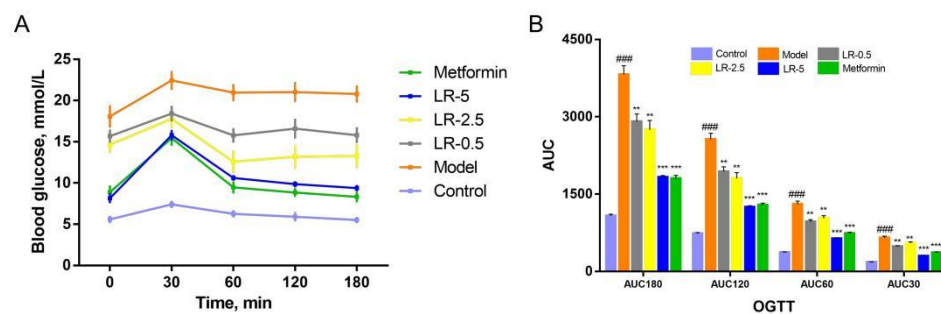 A
Blood glucose, mmol/L
25
20
15
10
5
0
0 30 60 120 180
Time, min
Metformin
LR-5
LR-2.5
LR-0.5
Model
Control
B
AUC
4500
3000
1500
0
Control Model LR-0.5
LR-2.5 LR-5 Metformin
###
** **
*** ***
###
** **
*** ***
###
** **
*** ***
###
** **
*** ***
AUC180 AUC120 AUC60 AUC30
OGTT